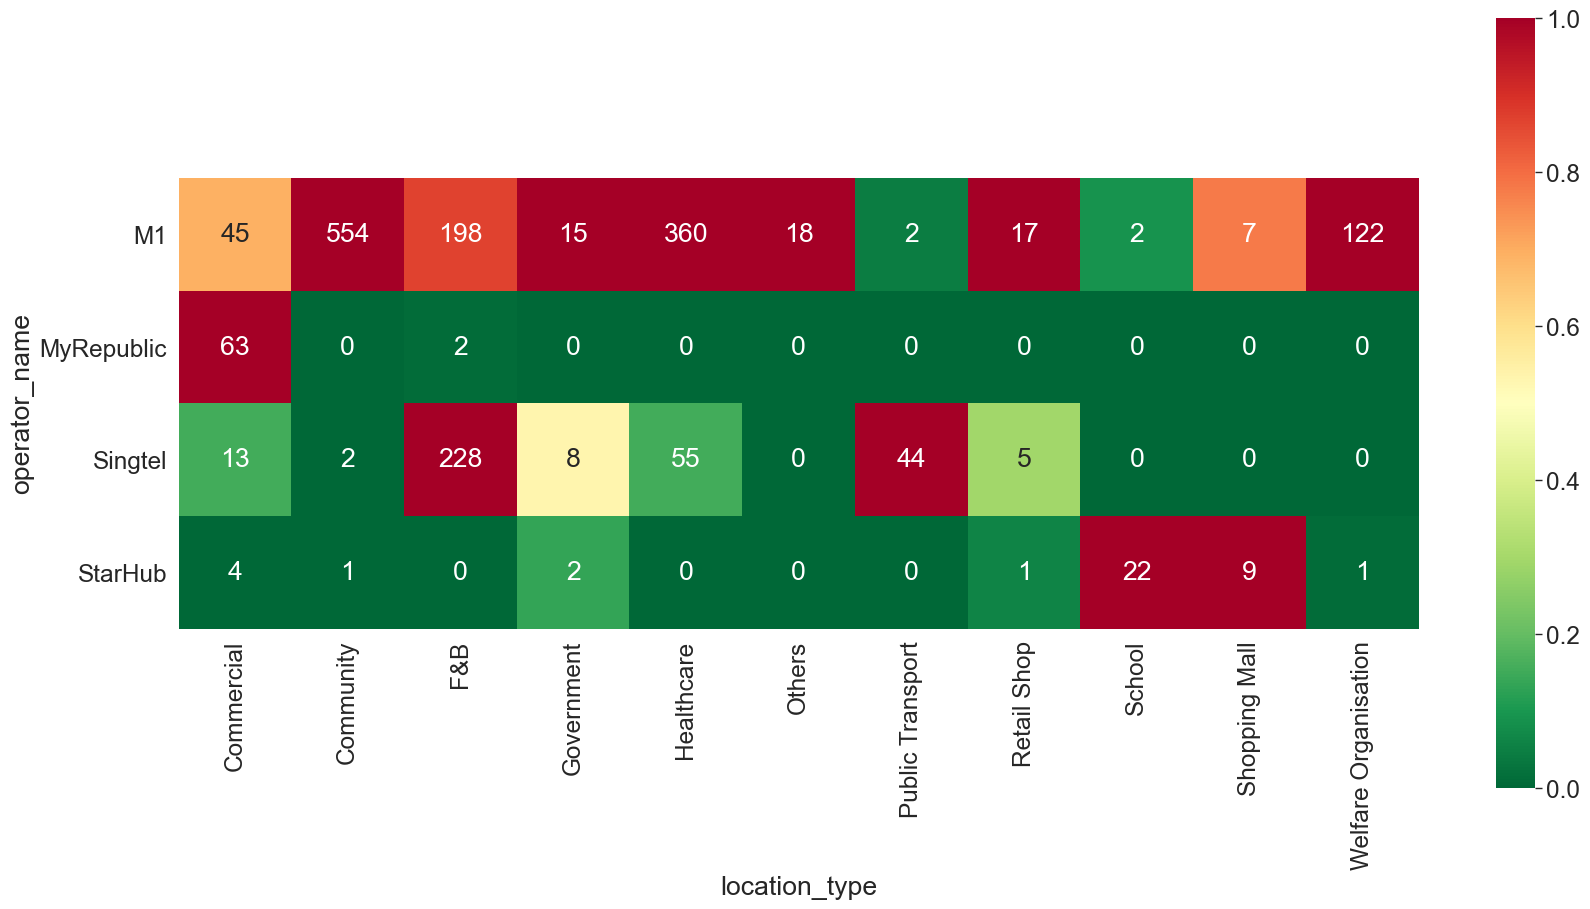 1.0
0.8
0.6
0.4
0.2
0.0
operator_name
M1 45 554 198 15 360 18 2 17 2 7 122
MyRepublic 63 0 2 0 0 0 0 0 0 0 0
Singtel 13 2 228 8 55 0 44 5 0 0 0
StarHub 4 1 0 2 0 0 0 1 22 9 1
Commercial
Community
F&B
Government
Healthcare
Others
Public Transport
Retail Shop
School
Shopping Mall
Welfare Organisation
location_type